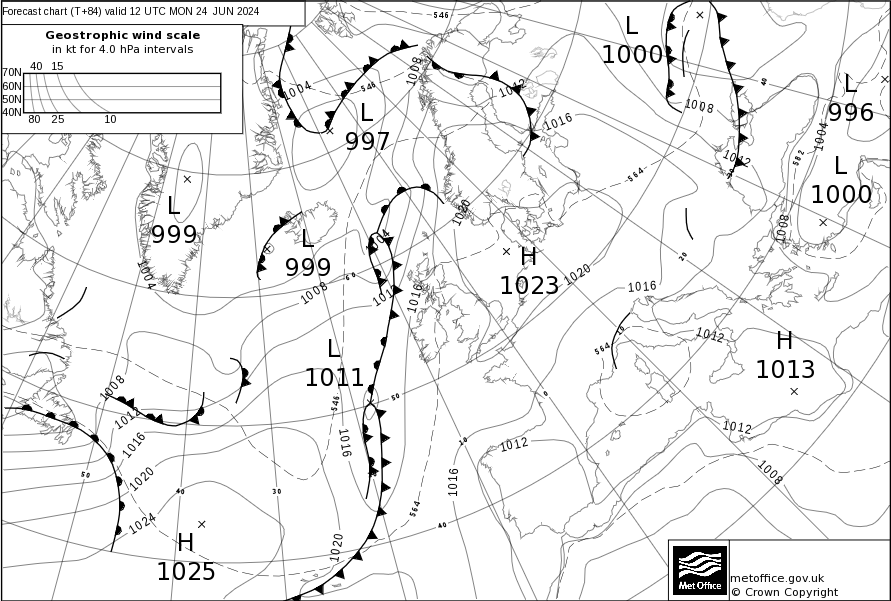 Forecast chart (T+84) valid 12 UTC MON 24 JUN 2024
Geostrophic wind scale
in kt for 4.0 hPa intervals
40 15
70N
60N
50N
40N
80 25 10
546
L
1000
1008
1004
546
L
997
1012
1016
1008
40
L
996
1004
1012
582
L
1000
564
L
999
1020
1008
L
999
1004
60
1008
1016
H
1023
1020
20
1016
L
1011
564
10
1012
H
1013
1008
1012
546
50
0
1016
1016
10
1012
1012
1008
50
1020
40
30
1016
564
40
1024
H
1025
1020
metoffice.gov.uk
© Crown Copyright
Met Office